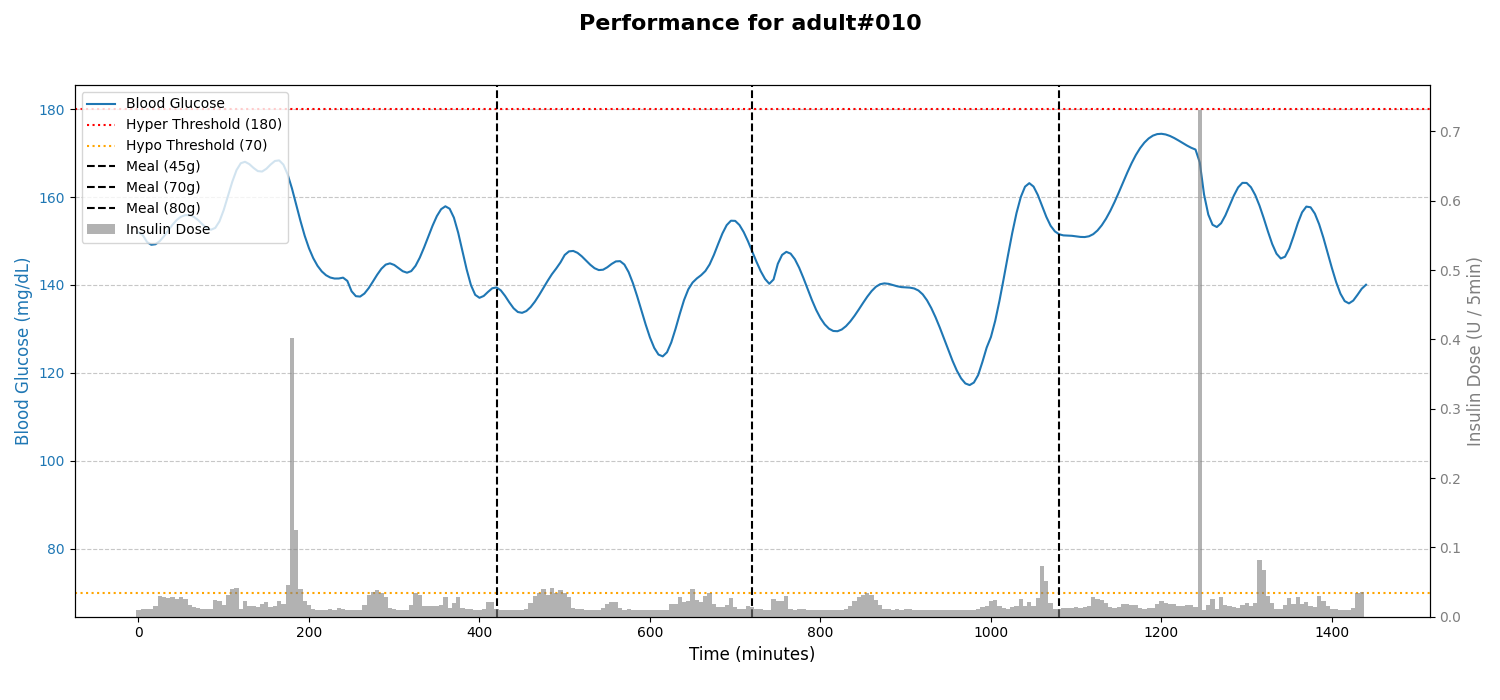 Performance for adult#010
Blood Glucose
Hyper Threshold (180)
Hypo Threshold (70)
Meal (45g)
Meal (70g)
Meal (80g)
Insulin Dose
Blood Glucose (mg/dL)
180
160
140
120
100
80
Insulin Dose (U / 5min)
0.7
0.6
0.5
0.4
0.3
0.2
0.1
0.0
0 200 400 600 800 1000 1200 1400
Time (minutes)